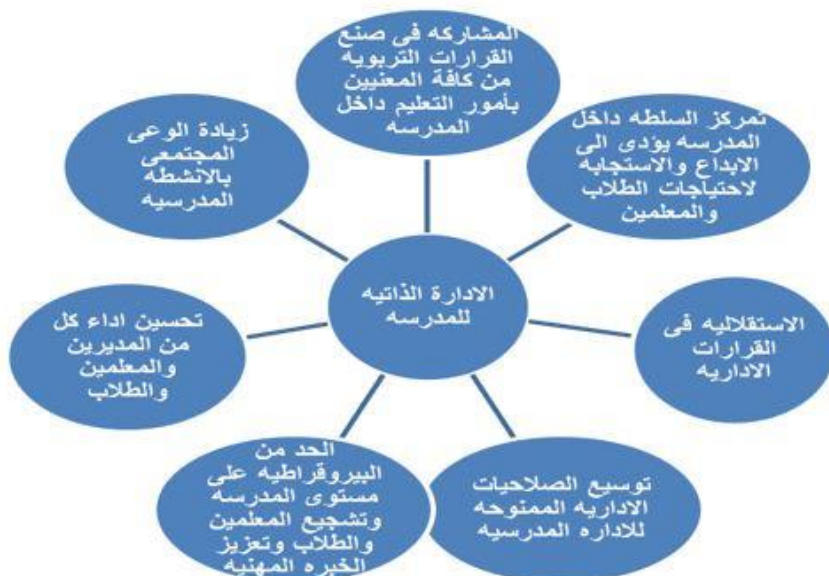 المشاركه فى صنع
القرارات التربويه
من كافة المعنيين
بأمور التعليم داخل
المدرسه
تمركز السلطه داخل
المدرسه يؤدى الى
الابداع والاستجابه
لاحتياجات الطلاب
والمعلمين
الاستقلاليه فى
القرارات
الاداريه
توسيع الصلاحيات
الاداريه الممنوحه
للاداره المدرسيه
الحد من
البيروقراطيه على
مستوى المدرسه
وتشجيع المعلمين
والطلاب وتعزيز
الخبره المهنيه
تحسين اداء كل
من المديرين
والمعلمين
والطلاب
زيادة الوعى
المجتمعى
بالانشطه
المدرسيه
الادارة الذاتيه
للمدرسه